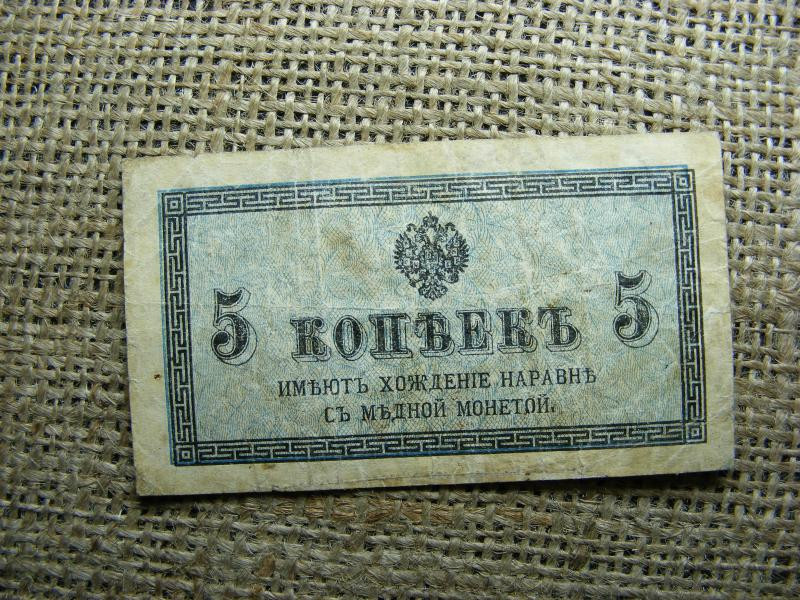 5 КОПѢЕКЪ 5
ИМѢЮТЪ ХОЖДЕНІЕ НАРАВНѢ
СЪ МѢДНОЙ МОНЕТОЙ.